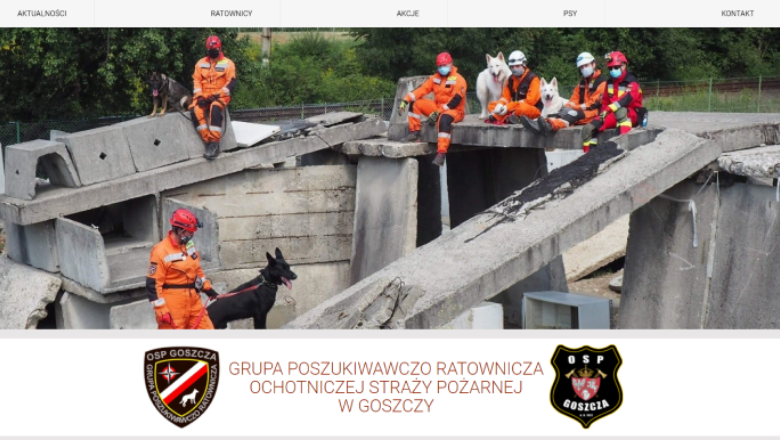 AKTUALNOŚCI
RATOWNICY
AKCJE
PSY
KONTAKT
OSP GOSZCZA
GRUPA POSZUKIWAWCZO RATOWNICZA
GRUPA POSZUKIWAWCZO RATOWNICZA
OCHOTNICZEJ STRAŻY POŻARNEJ
W GOSZCZY
OSP
GOSZCZA